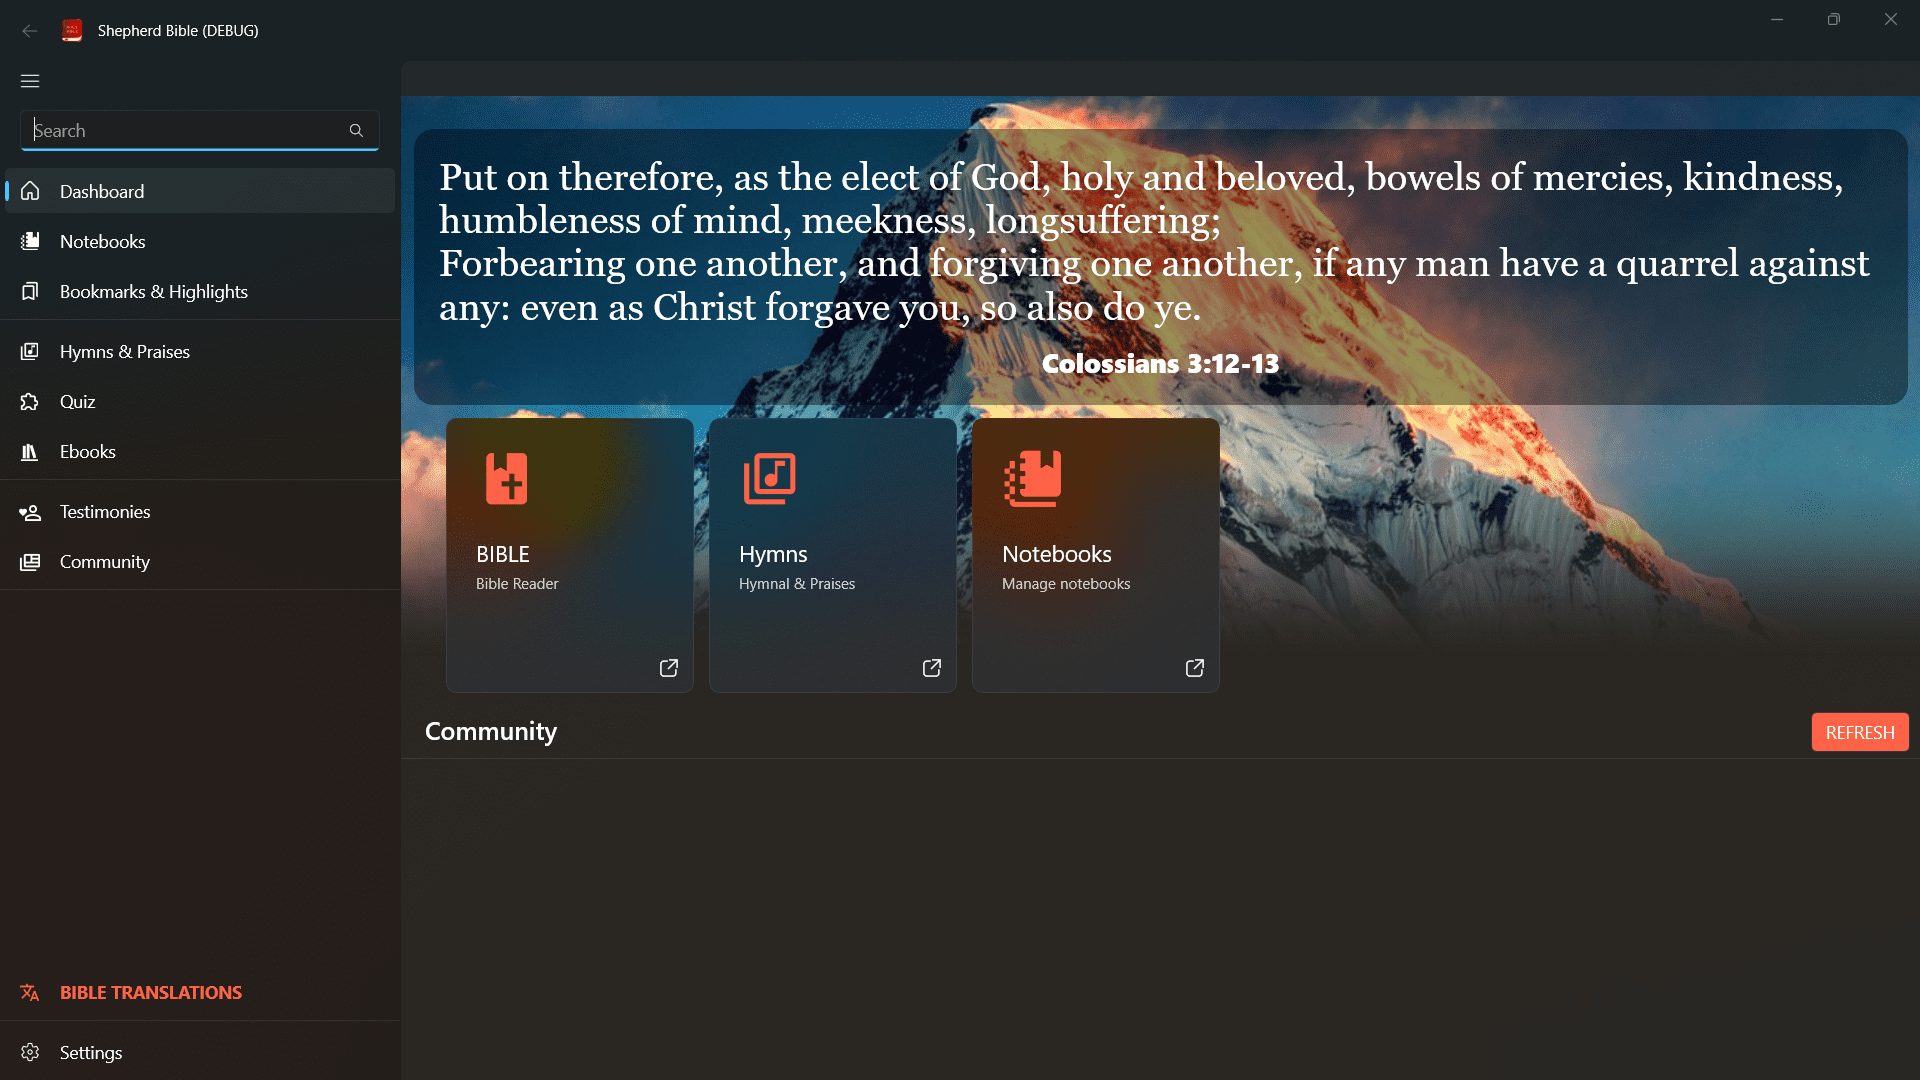 Shepherd Bible (DEBUG)
Search
Dashboard
Notebooks
Bookmarks & Highlights
Hymns & Praises
Quiz
Ebooks
Testimonies
Community
BIBLE TRANSLATIONS
Settings
Put on therefore, as the elect of God, holy and beloved, bowels of mercies, kindness,
humbleness of mind, meekness, longsuffering;
Forbearing one another, and forgiving one another, if any man have a quarrel against
any: even as Christ forgave you, so also do ye.
Colossians 3:12-13
BIBLE
Bible Reader
Hymns
Hymnal & Praises
Notebooks
Manage notebooks
Community
REFRESH